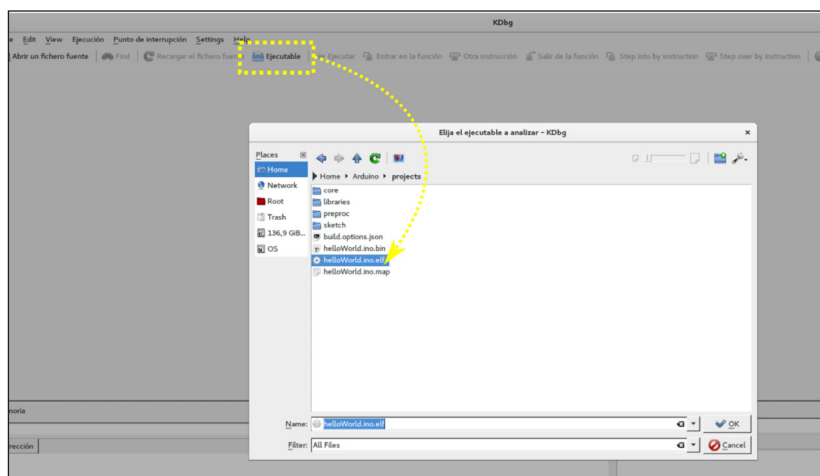 KDbg
e Edit View Ejecución Punto de interrupción Settings Help
Abrir un fichero fuente Find Recargar el fichero fuen Ejecutable Ejecutar Entrar en la función Otra instrucción Salir de la función Step into by instruction Step over by instruction
Elija el ejecutable a analizar – KDbg
Places
Home
Network
Root
Trash
136,9 GiB...
OS
Home Arduino projects
core
libraries
preproc
sketch
build.options.json
helloWorld.ino.bin
helloWorld.ino.elf
helloWorld.ino.map
Name: helloWorld.ino.elf OK
Filter: All Files Cancel
moria
rección